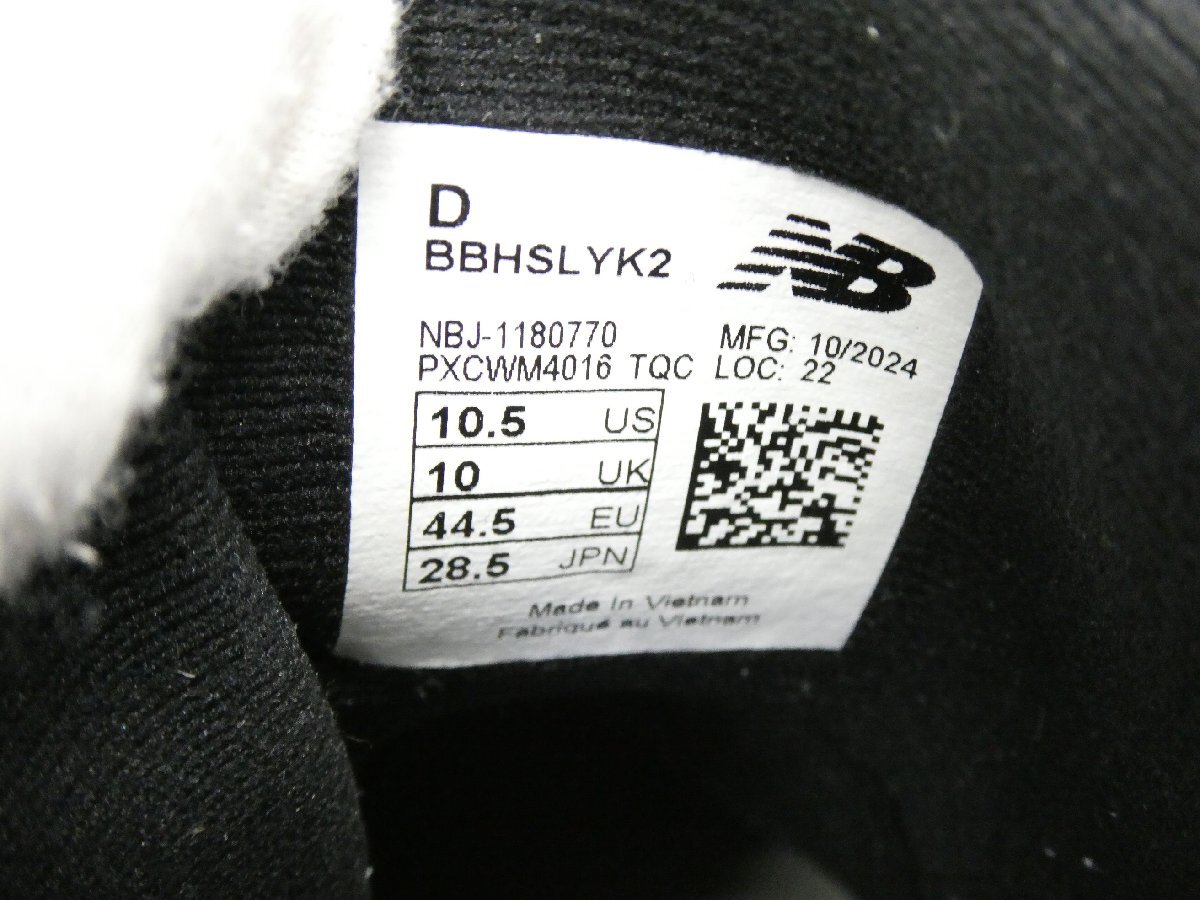 D
BBHSLYK2
NB
NBJ-1180770
PXCWM4016 TQC
MFG: 10/2024
LOC: 22
10.5 US
10 UK
44.5 EU
28.5 JPN
Made in Vietnam
Fabriqué au Vietnam